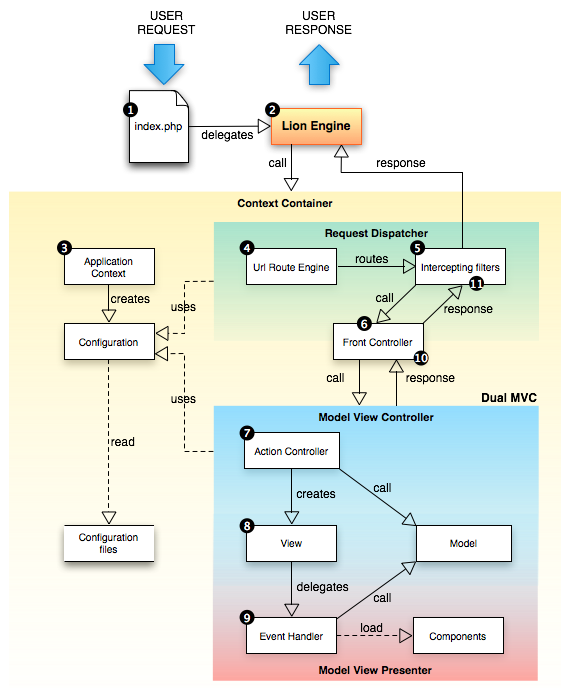 USER
REQUEST
USER
RESPONSE
1
index.php
delegates
2
Lion Engine
call
response
Context Container
Request Dispatcher
3
Application
Context
4
Url Route Engine
routes
5
Intercepting filters
11
creates
uses
call
response
Configuration
6
Front Controller
10
call
response
uses
Dual MVC
Model View Controller
read
7
Action Controller
creates
call
Configuration
files
8
View
Model
delegates
call
9
Event Handler
load
Components
Model View Presenter